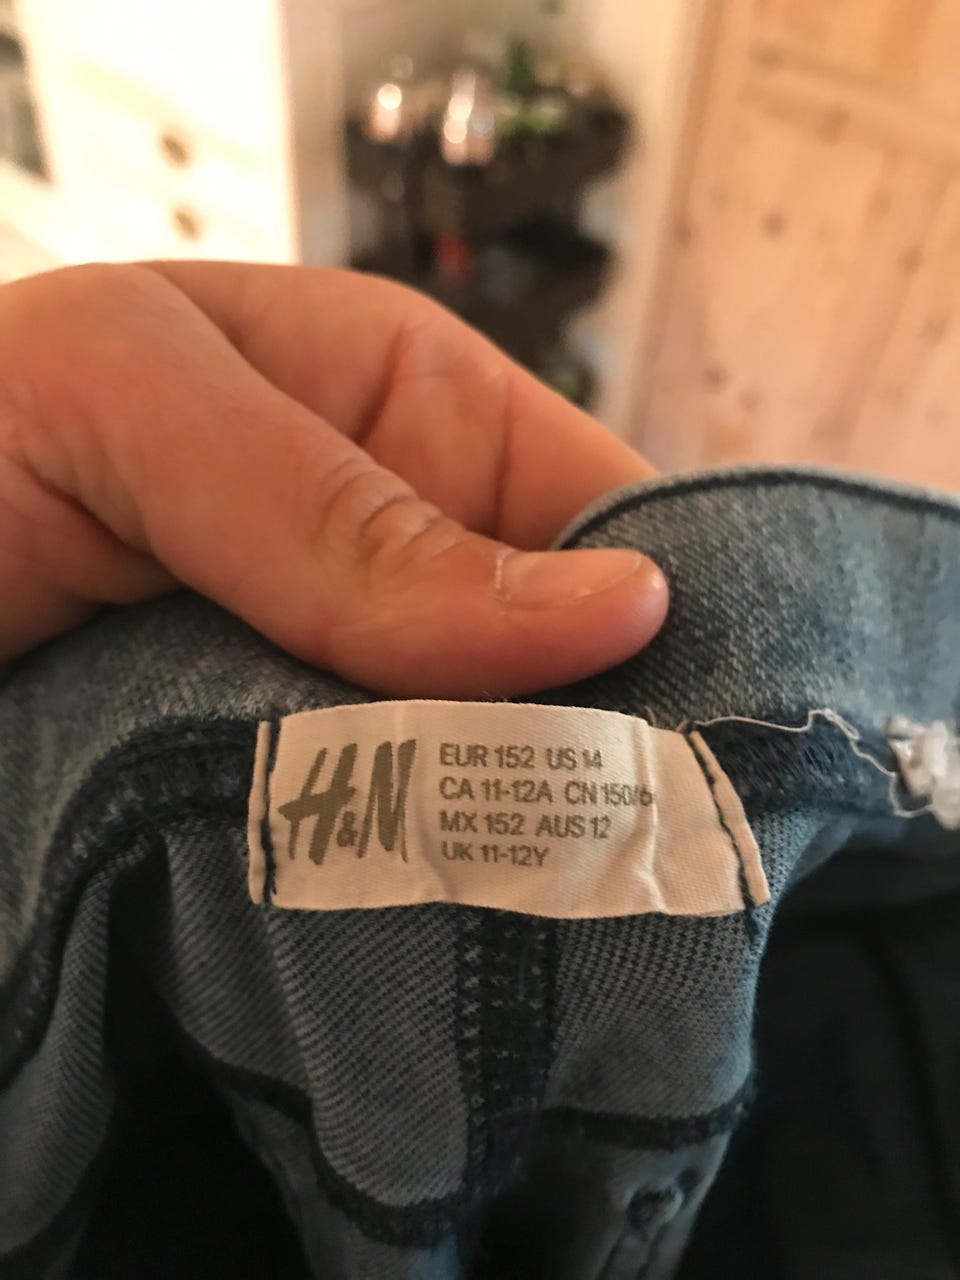 H&M
EUR 152 US 14
CA 11-12A CN 150/6
MX 152 AUS 12
UK 11-12Y